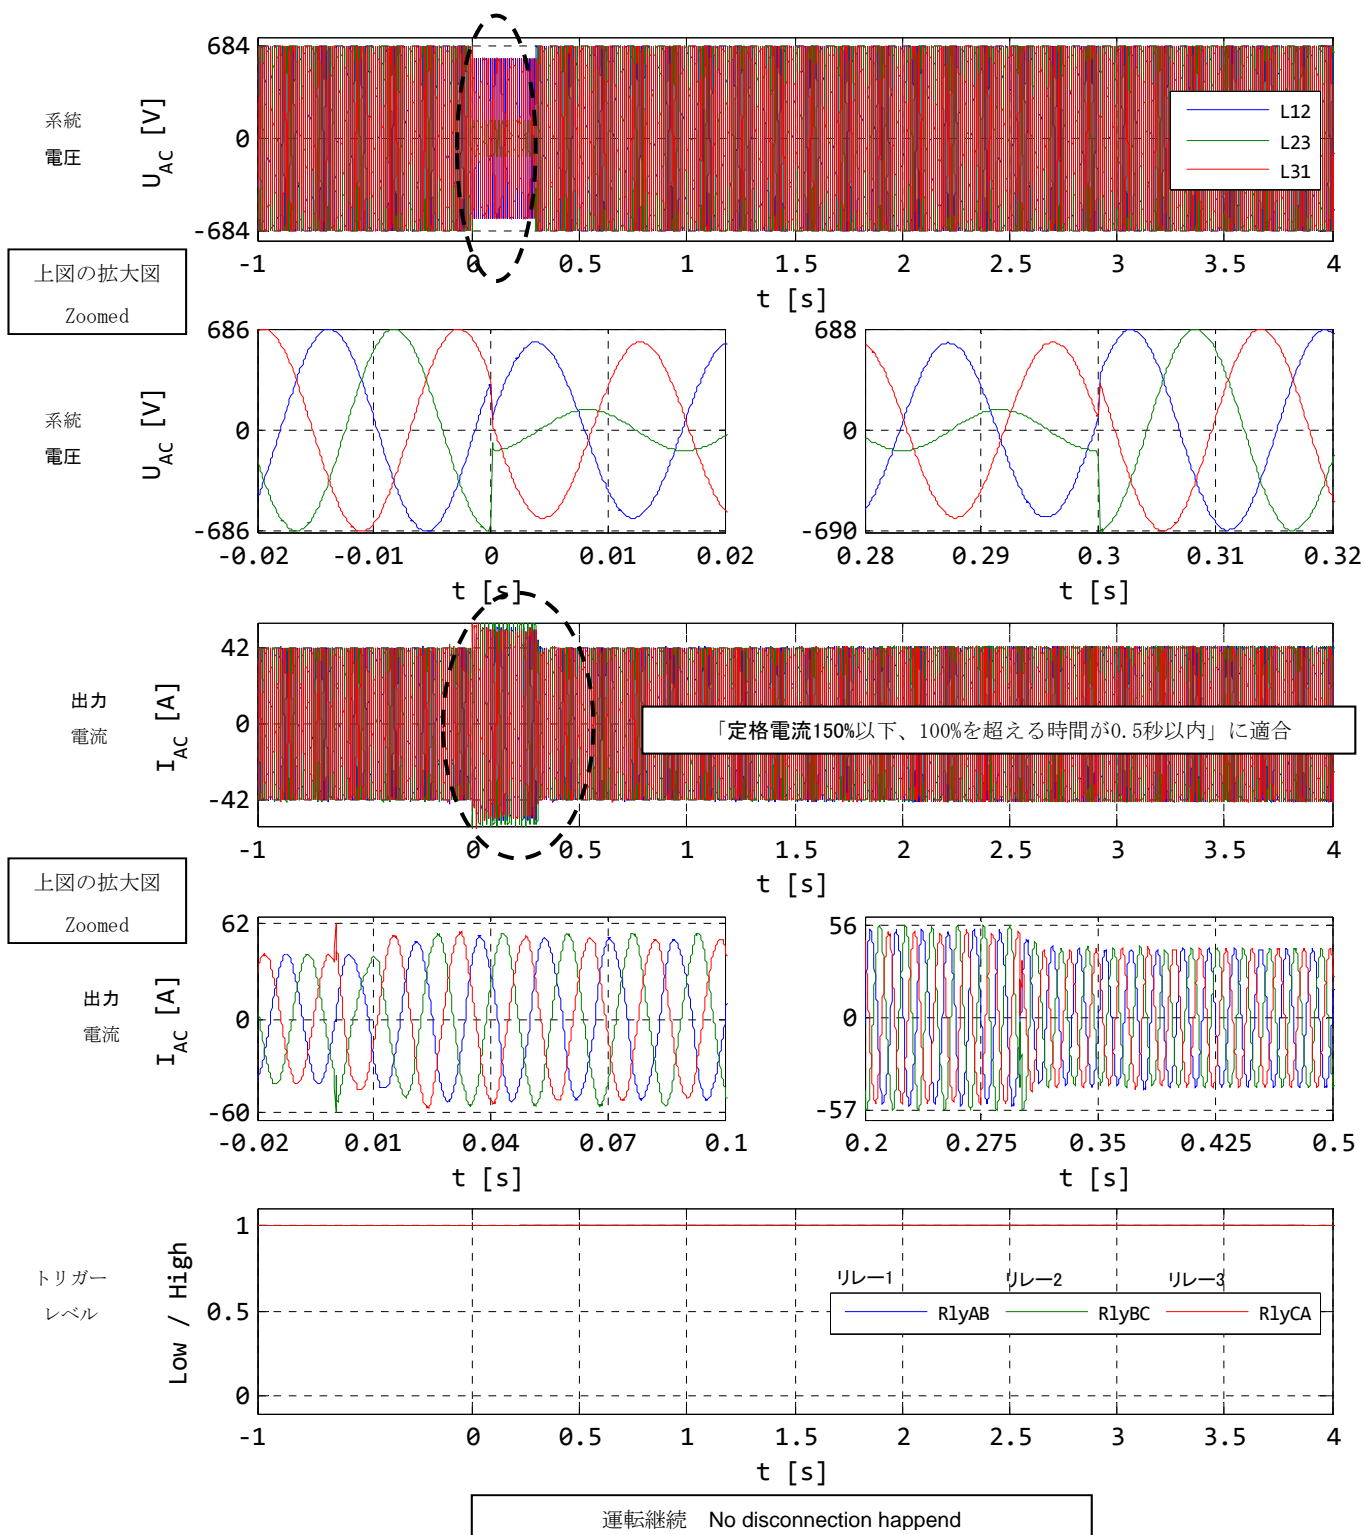 684
0
-684
系統
電圧
U_AC [V]
L12
L23
L31
-1 0 0.5 1 1.5 2 2.5 3 3.5 4
t [s]
上図の拡大図
Zoomed
系統
電圧
U_AC [V]
686
0
-686
-0.02 -0.01 0 0.01 0.02
t [s]
688
0
-690
0.28 0.29 0.3 0.31 0.32
t [s]
出力
電流
I_AC [A]
42
0
-42
「定格電流150%以下、100%を超える時間が0.5秒以内」に適合
-1 0 0.5 1 1.5 2 2.5 3 3.5 4
t [s]
上図の拡大図
Zoomed
出力
電流
I_AC [A]
62
0
-60
-0.02 0.01 0.04 0.07 0.1
t [s]
56
0
-57
0.2 0.275 0.35 0.425 0.5
t [s]
トリガー
レベル
Low / High
1
0.5
0
リレー1 リレー2 リレー3
RlyAB RlyBC RlyCA
-1 0 0.5 1 1.5 2 2.5 3 3.5 4
t [s]
運転継続 No disconnection happend